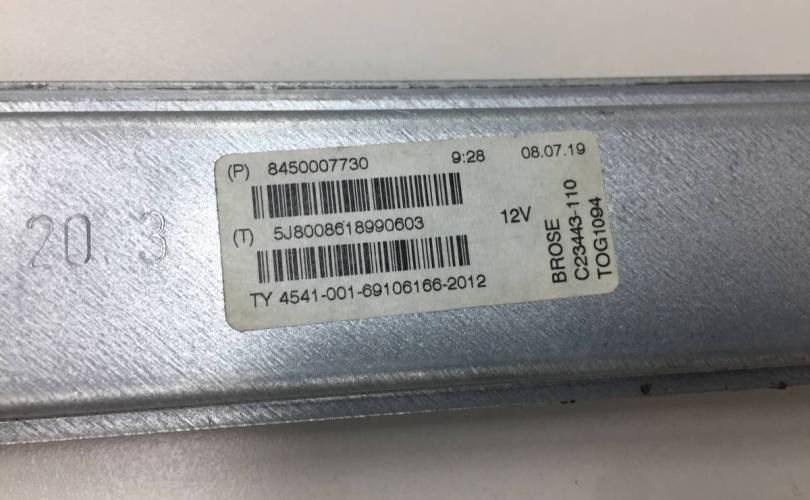 (P) 8450007730 9:28 08.07.19
(T) 5J8008618990603 12V
TY 4541-001-69106166-2012
BROSE
C23443-110
TOG1094
20 3